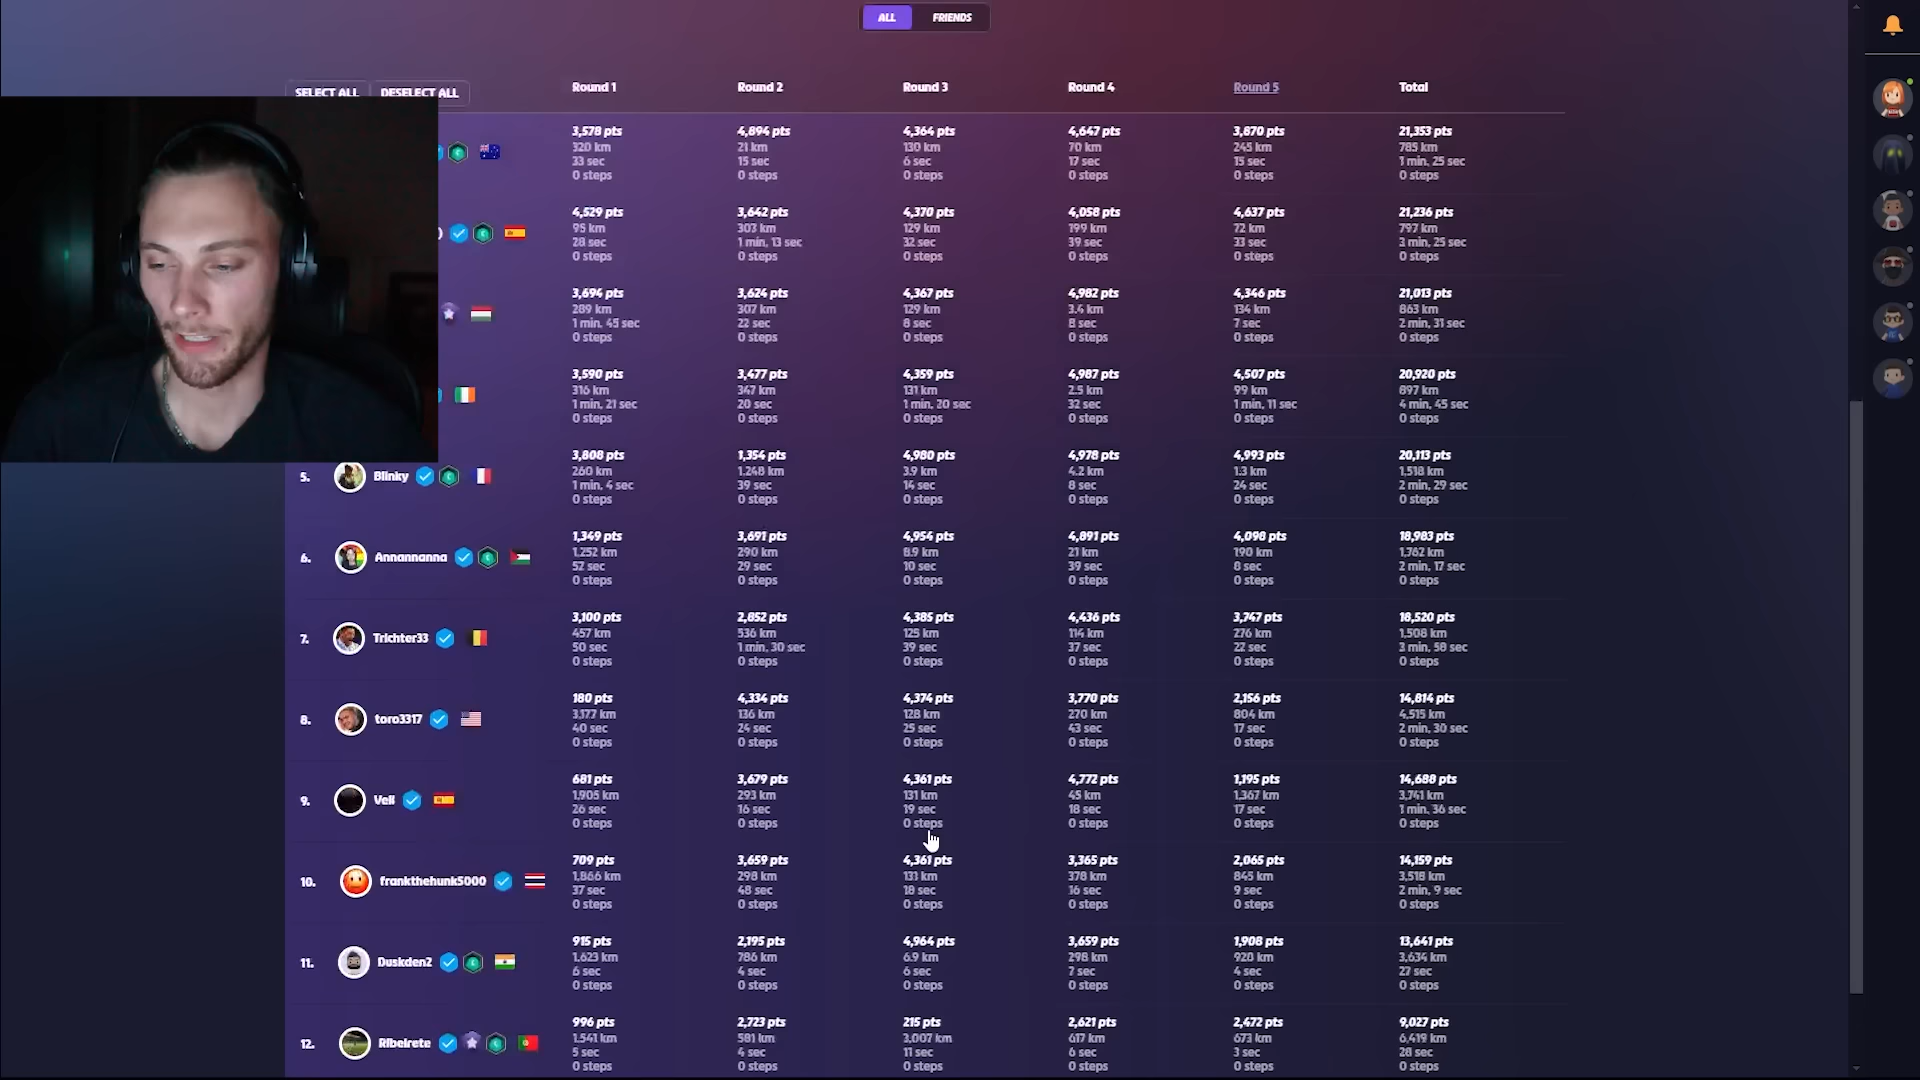 ALL FRIENDS
SELECT ALL DESELECT ALL Round 1 Round 2 Round 3 Round 4 Round 5 Total
3,578 pts 4,894 pts 4,364 pts 4,647 pts 3,870 pts 21,353 pts
320 km 21 km 130 km 70 km 245 km 785 km
33 sec 15 sec 6 sec 17 sec 15 sec 1 min, 25 sec
0 steps 0 steps 0 steps 0 steps 0 steps 0 steps
4,529 pts 3,642 pts 4,370 pts 4,058 pts 4,637 pts 21,236 pts
95 km 303 km 129 km 199 km 72 km 797 km
28 sec 1 min, 13 sec 32 sec 39 sec 33 sec 3 min, 25 sec
0 steps 0 steps 0 steps 0 steps 0 steps 0 steps
3,694 pts 3,624 pts 4,367 pts 4,982 pts 4,346 pts 21,013 pts
289 km 307 km 129 km 3.4 km 134 km 863 km
1 min, 45 sec 22 sec 8 sec 8 sec 7 sec 2 min, 31 sec
0 steps 0 steps 0 steps 0 steps 0 steps 0 steps
3,590 pts 3,477 pts 4,359 pts 4,987 pts 4,507 pts 20,920 pts
316 km 347 km 131 km 2.5 km 99 km 897 km
1 min, 21 sec 20 sec 1 min, 20 sec 32 sec 1 min, 11 sec 4 min, 45 sec
0 steps 0 steps 0 steps 0 steps 0 steps 0 steps
3,808 pts 1,354 pts 4,980 pts 4,978 pts 4,993 pts 20,113 pts
5. Blinky 260 km 1,248 km 3.9 km 4.2 km 1.3 km 1,518 km
1 min, 4 sec 39 sec 14 sec 8 sec 24 sec 2 min, 29 sec
0 steps 0 steps 0 steps 0 steps 0 steps 0 steps
1,349 pts 3,691 pts 4,954 pts 4,891 pts 4,098 pts 18,983 pts
6. Annannanna 1,252 km 290 km 8.9 km 21 km 190 km 1,762 km
52 sec 29 sec 10 sec 39 sec 8 sec 2 min, 17 sec
0 steps 0 steps 0 steps 0 steps 0 steps 0 steps
3,100 pts 2,852 pts 4,385 pts 4,436 pts 3,747 pts 18,520 pts
7. Trichter33 457 km 536 km 125 km 114 km 276 km 1,508 km
50 sec 1 min, 30 sec 39 sec 37 sec 22 sec 3 min, 58 sec
0 steps 0 steps 0 steps 0 steps 0 steps 0 steps
180 pts 4,334 pts 4,374 pts 3,770 pts 2,156 pts 14,814 pts
8. toro3317 3,177 km 136 km 128 km 270 km 804 km 4,515 km
40 sec 24 sec 25 sec 43 sec 17 sec 2 min, 30 sec
0 steps 0 steps 0 steps 0 steps 0 steps 0 steps
681 pts 3,679 pts 4,361 pts 4,772 pts 1,195 pts 14,688 pts
9. 1,905 km 293 km 131 km 45 km 1,367 km 3,741 km
26 sec 16 sec 19 sec 18 sec 17 sec 1 min, 36 sec
0 steps 0 steps 0 steps 0 steps 0 steps 0 steps
709 pts 3,659 pts 4,361 pts 3,365 pts 2,065 pts 14,159 pts
10. frankthehunk5000 1,866 km 298 km 131 km 378 km 845 km 3,518 km
37 sec 48 sec 18 sec 16 sec 9 sec 2 min, 9 sec
0 steps 0 steps 0 steps 0 steps 0 steps 0 steps
915 pts 2,195 pts 4,964 pts 3,659 pts 1,908 pts 13,641 pts
11. Duskden2 1,623 km 786 km 6.9 km 298 km 928 km 3,634 km
6 sec 4 sec 6 sec 7 sec 4 sec 27 sec
0 steps 0 steps 0 steps 0 steps 0 steps 0 steps
996 pts 2,723 pts 215 pts 2,621 pts 2,472 pts 9,027 pts
12. Ribeirete 1,541 km 581 km 3,007 km 617 km 673 km 6,419 km
5 sec 4 sec 11 sec 6 sec 3 sec 28 sec
0 steps 0 steps 0 steps 0 steps 0 steps 0 steps